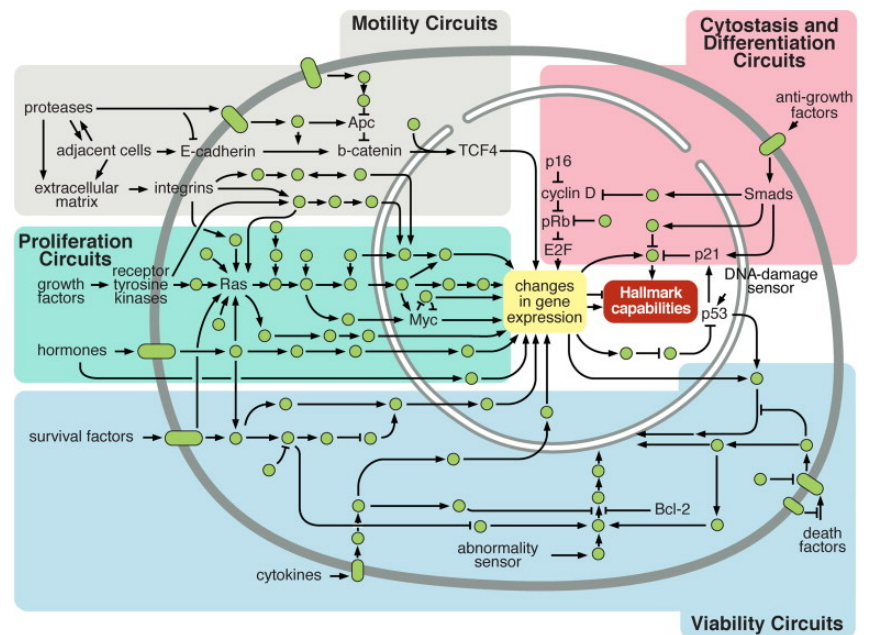 Motility Circuits
Cytostasis and
Differentiation
Circuits
proteases
Apc
anti-growth
factors
adjacent cells
E-cadherin
b-catenin
TCF4
p16
extracellular
matrix
integrins
cyclin D
Smads
pRb
E2F
p21
Proliferation
Circuits
growth
factors
receptor
tyrosine
kinases
Ras
Myc
changes
in gene
expression
Hallmark
capabilities
DNA-damage
sensor
p53
hormones
survival factors
Bcl-2
abnormality
sensor
death
factors
cytokines
Viability Circuits